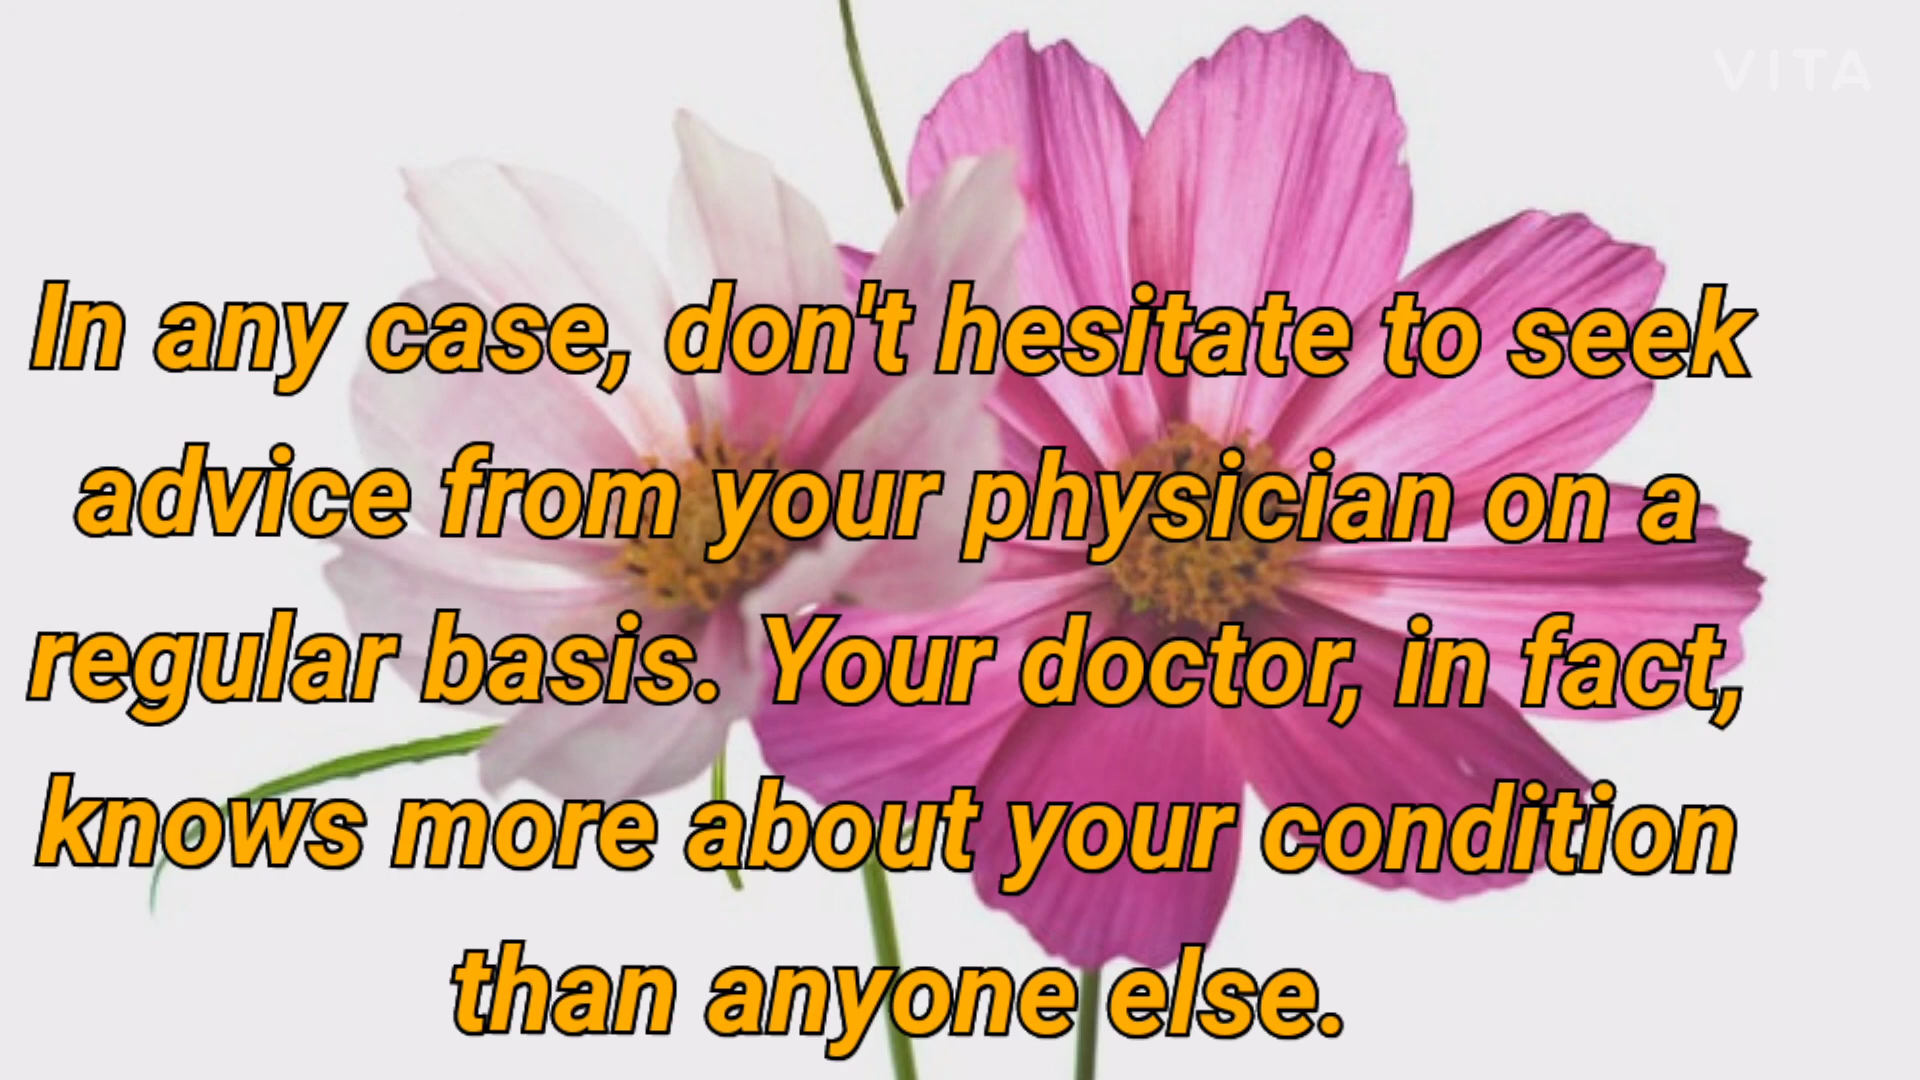 VITA
In any case, don't hesitate to seek
advice from your physician on a
regular basis. Your doctor, in fact,
knows more about your condition
than anyone else.